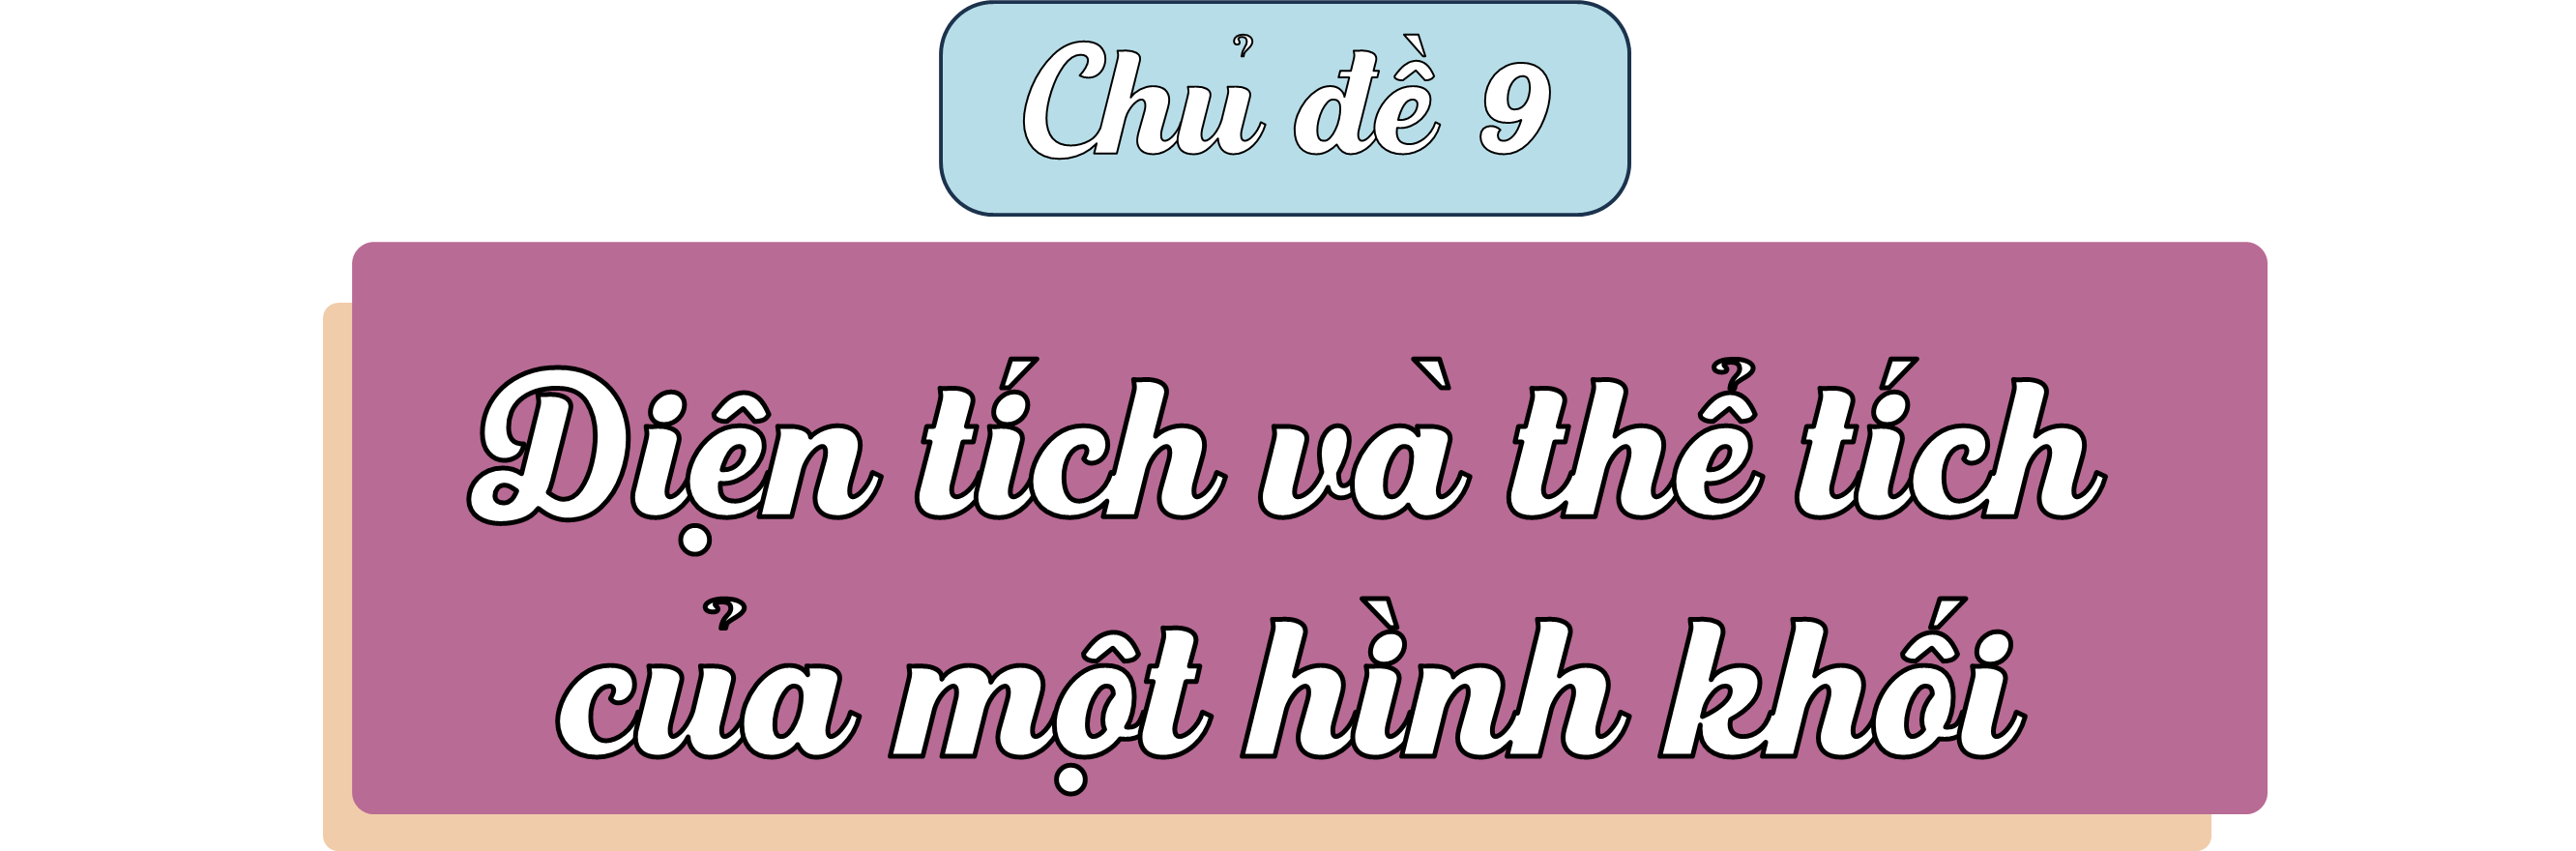 Chủ đề 9
Diện tích và thể tích
của một hình khối